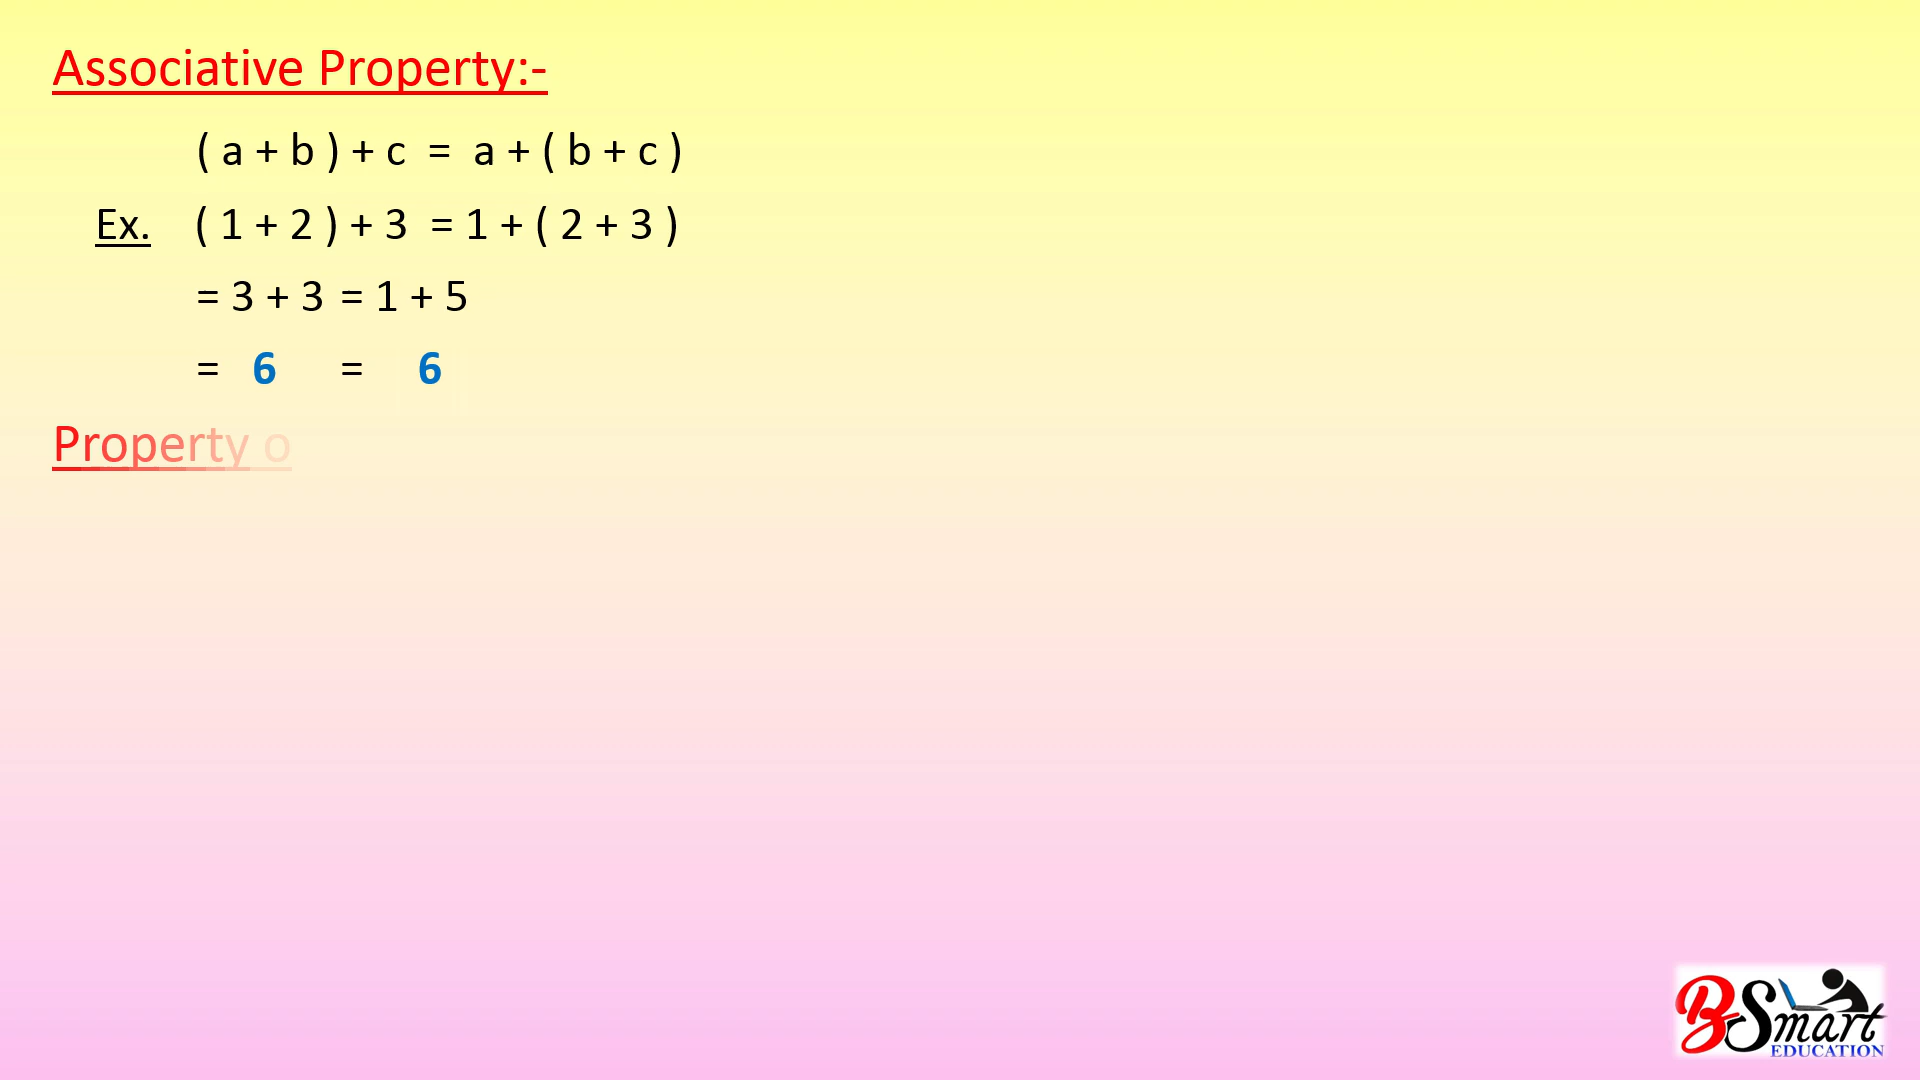 Associative Property:-
( a + b ) + c = a + ( b + c )
Ex. ( 1 + 2 ) + 3 = 1 + ( 2 + 3 )
= 3 + 3 = 1 + 5
= 6 = 6
Property o
B Smart
EDUCATION